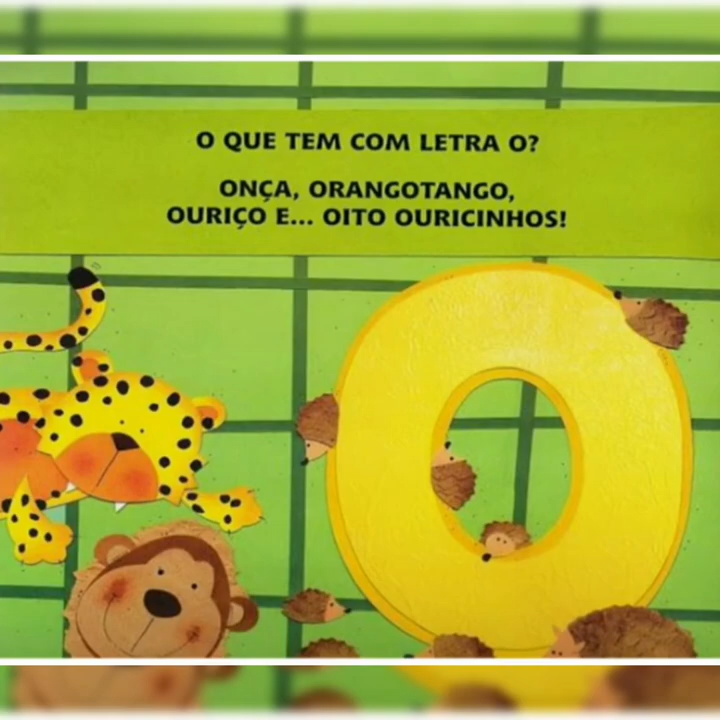 O QUE TEM COM LETRA O?
ONÇA, ORANGOTANGO,
OURIÇO E... OITO OURICINHOS!
O